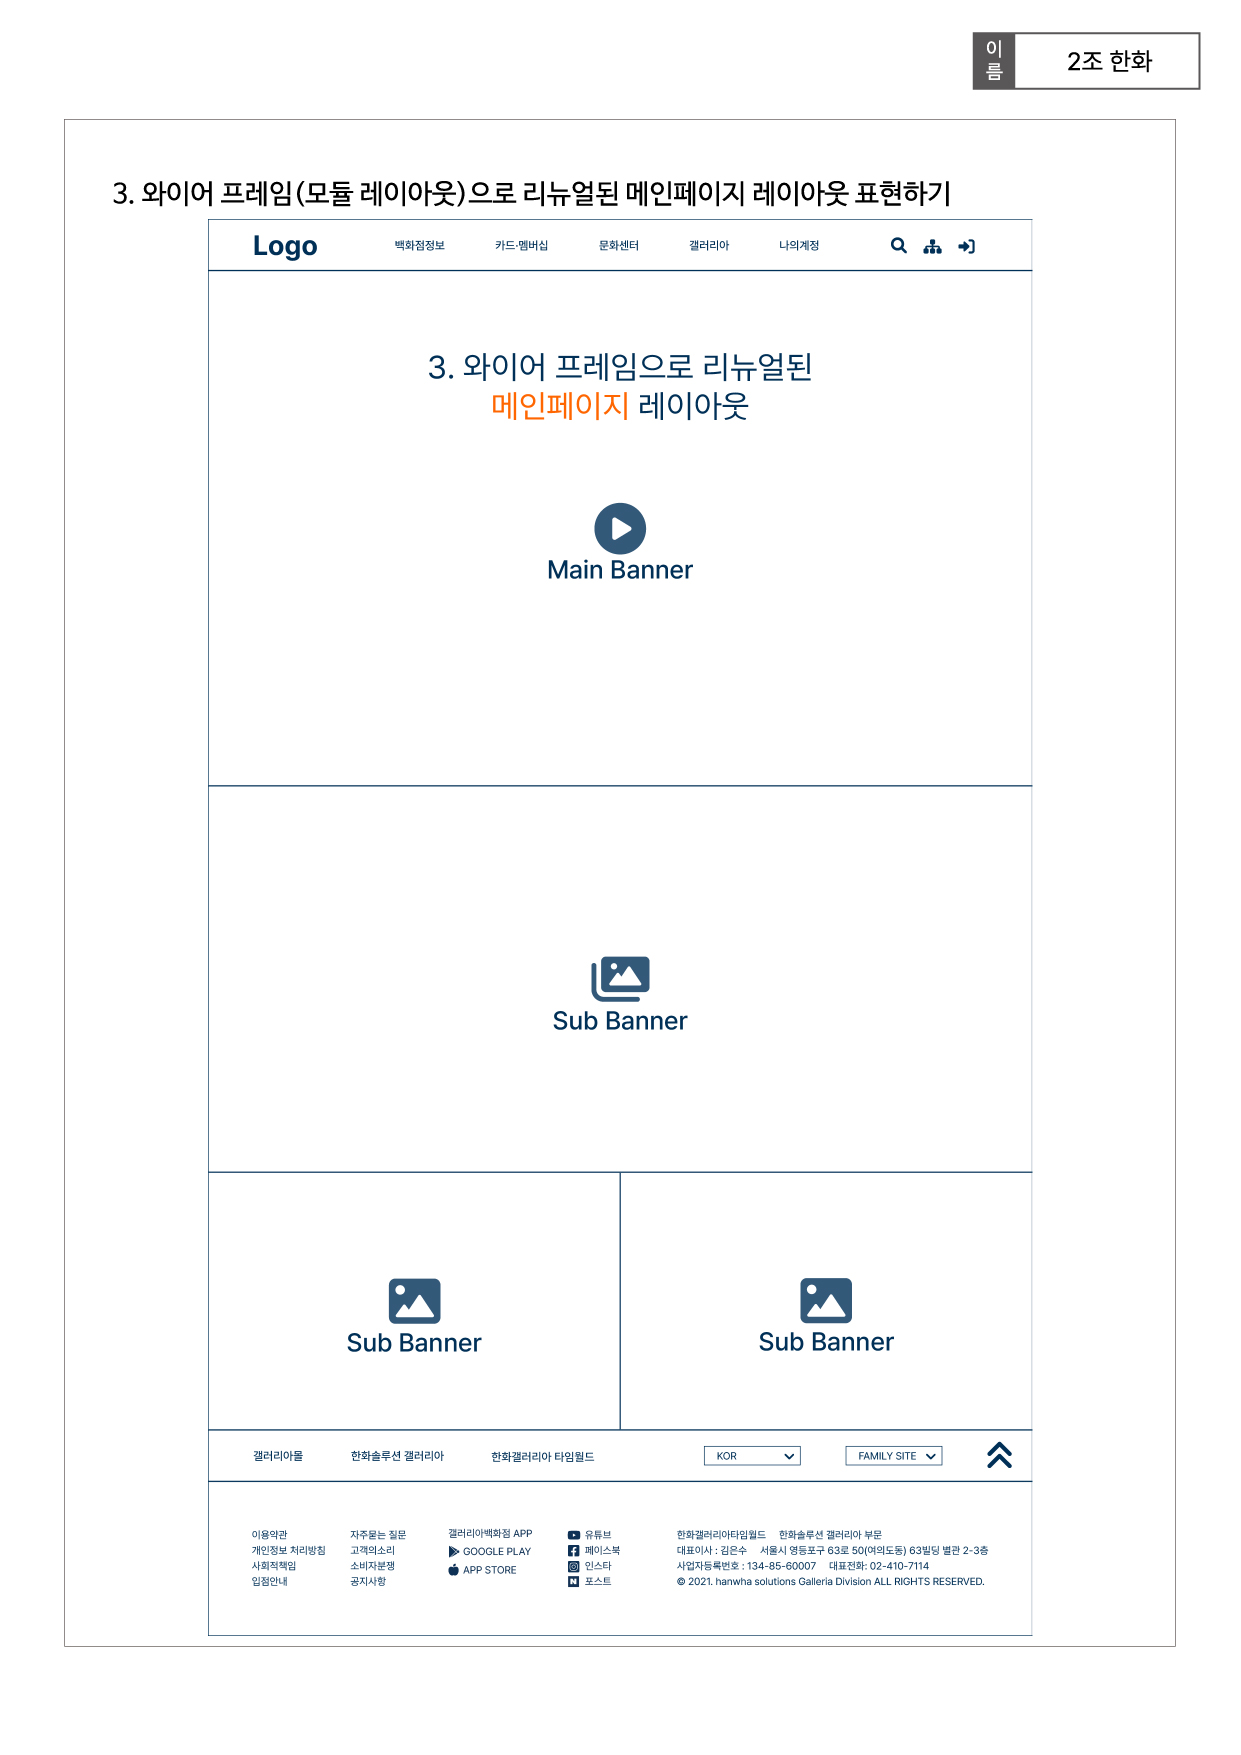 이름
2조 한화
3. 와이어 프레임(모듈 레이아웃)으로 리뉴얼된 메인페이지 레이아웃 표현하기
Logo 백화점정보 카드·멤버십 문화센터 갤러리아 나의계정
3. 와이어 프레임으로 리뉴얼된
메인페이지 레이아웃
Main Banner
Sub Banner
Sub Banner
Sub Banner
갤러리아몰 한화솔루션 갤러리아 한화갤러리아 타임월드 KOR FAMILY SITE
이용약관
개인정보 처리방침
사회적책임
입점안내
자주묻는 질문
고객의소리
소비자분쟁
공지사항
갤러리아백화점 APP
GOOGLE PLAY
APP STORE
유튜브
페이스북
인스타
포스트
한화갤러리아타임월드 한화솔루션 갤러리아 부문
대표이사 : 김은수 서울시 영등포구 63로 50(여의도동) 63빌딩 별관 2-3층
사업자등록번호 : 134-85-60007 대표전화: 02-410-7114
© 2021. hanwha solutions Galleria Division ALL RIGHTS RESERVED.